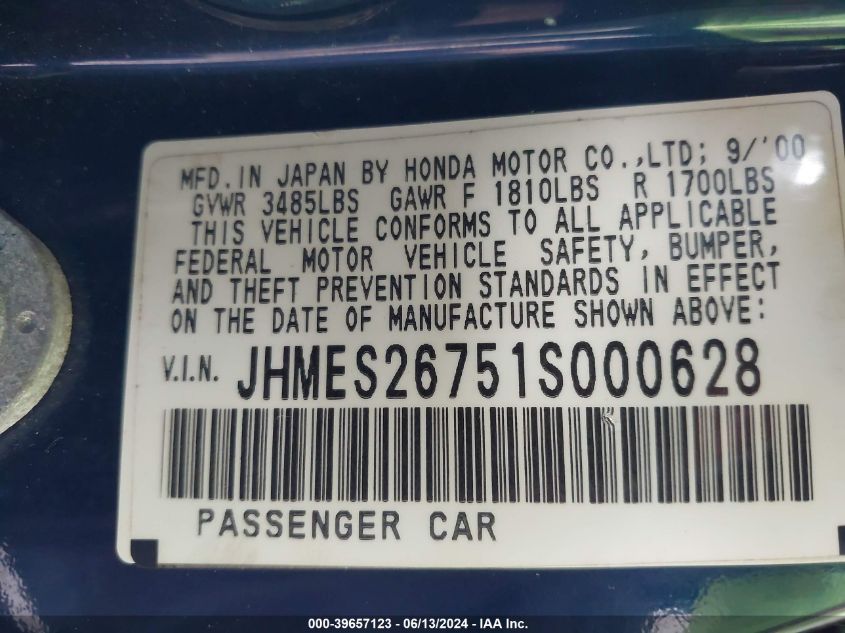 MFD. IN JAPAN BY HONDA MOTOR CO.,LTD; 9/'00
GVWR 3485LBS GAWR F 1810LBS R 1700LBS
THIS VEHICLE CONFORMS TO ALL APPLICABLE
FEDERAL MOTOR VEHICLE SAFETY, BUMPER,
AND THEFT PREVENTION STANDARDS IN EFFECT
ON THE DATE OF MANUFACTURE SHOWN ABOVE:
V.I.N. JHMES26751S000628
PASSENGER CAR
000-39657123 - 06/13/2024 - IAA Inc.